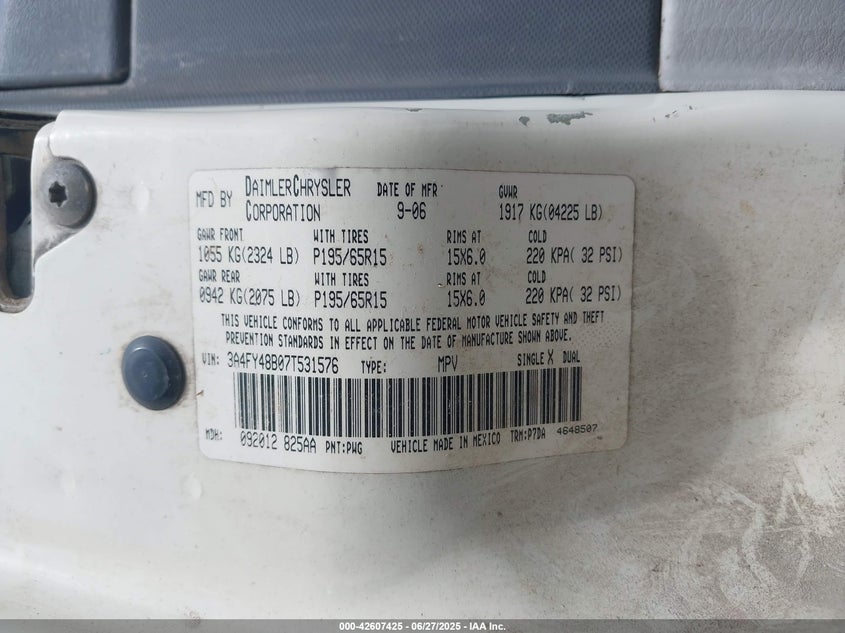 MFD BY DAIMLERCHRYSLER CORPORATION DATE OF MFR 9-06 GVWR 1917 KG(04225 LB)
GAWR FRONT WITH TIRES RIMS AT COLD
1055 KG(2324 LB) P195/65R15 15X6.0 220 KPA( 32 PSI)
GAWR REAR WITH TIRES RIMS AT COLD
0942 KG(2075 LB) P195/65R15 15X6.0 220 KPA( 32 PSI)
THIS VEHICLE CONFORMS TO ALL APPLICABLE FEDERAL MOTOR VEHICLE SAFETY AND THEFT
PREVENTION STANDARDS IN EFFECT ON THE DATE OF MANUFACTURE SHOWN ABOVE.
VIN: 3A4FY48B07T531576 TYPE: MPV SINGLE X DUAL
MDH: 092012 825AA PNT:PWG VEHICLE MADE IN MEXICO TRM:P7DA 4648507
000-42607425 - 06/27/2025 - IAA Inc.